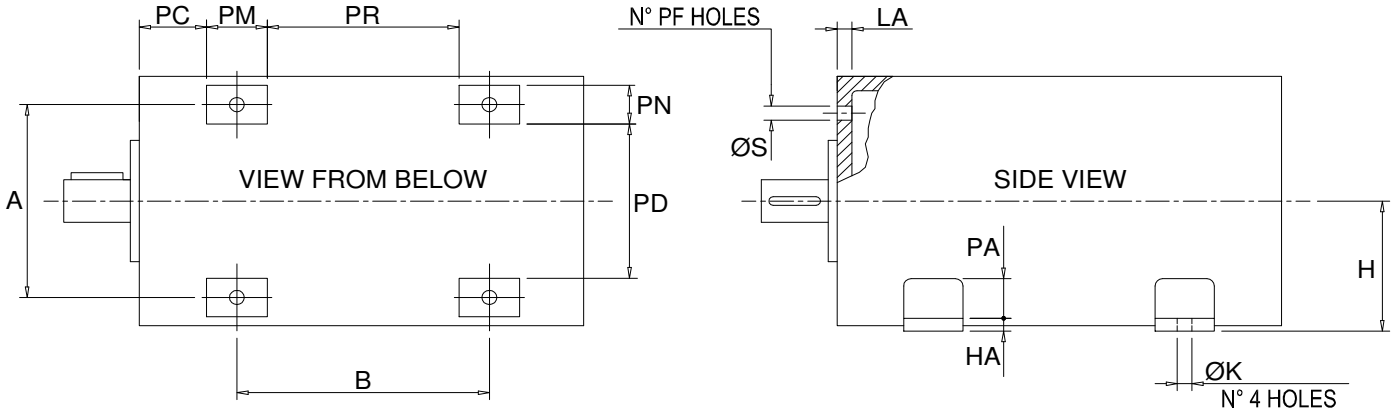 PC PM PR
N° PF HOLES
LA
PN
ØS
VIEW FROM BELOW
SIDE VIEW
A
PD
PA
H
HA
B
ØK
N° 4 HOLES